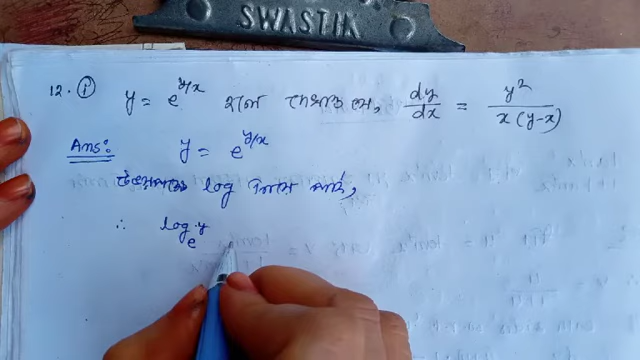 SWASTIK
12. (i) y = e^{y/x} হলে দেখাও যে, dy/dx = y²/(x(y-x))
Ans: y = e^{y/x}
উভয়পক্ষে log নিয়ে পাই,
∴ log_e y